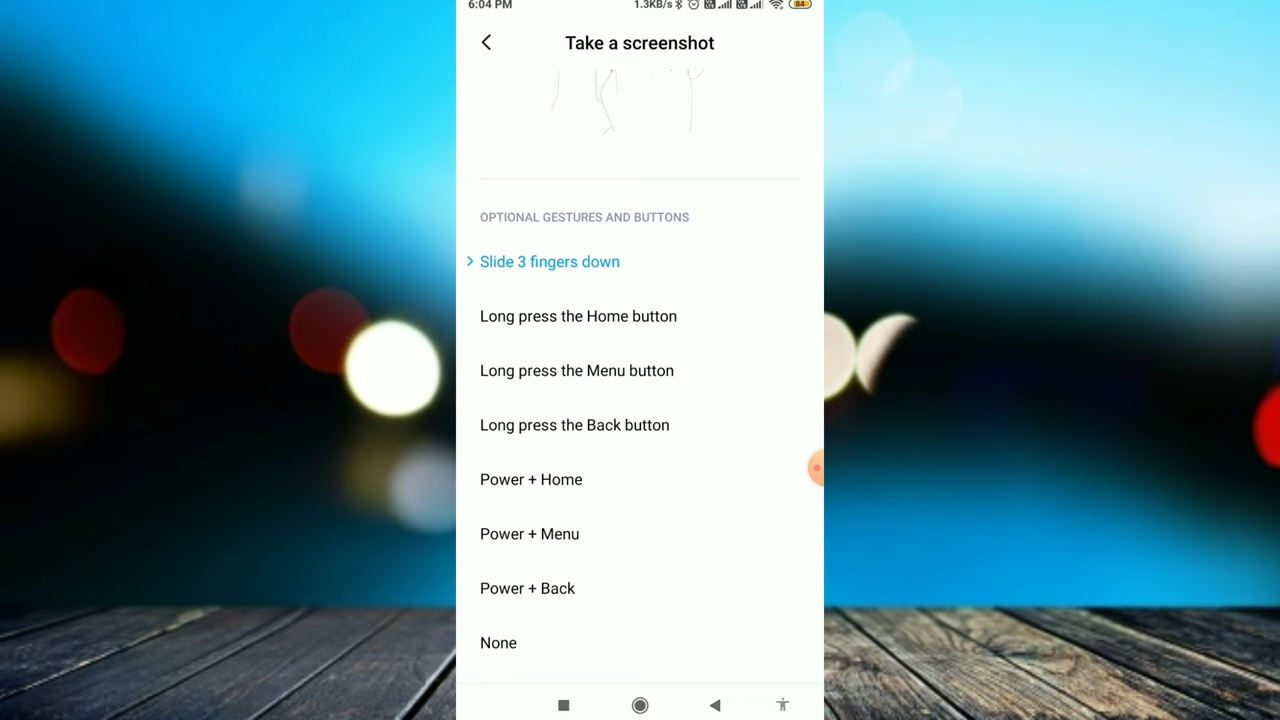 6:04 PM 1.3KB/s 84
Take a screenshot
OPTIONAL GESTURES AND BUTTONS
Slide 3 fingers down
Long press the Home button
Long press the Menu button
Long press the Back button
Power + Home
Power + Menu
Power + Back
None